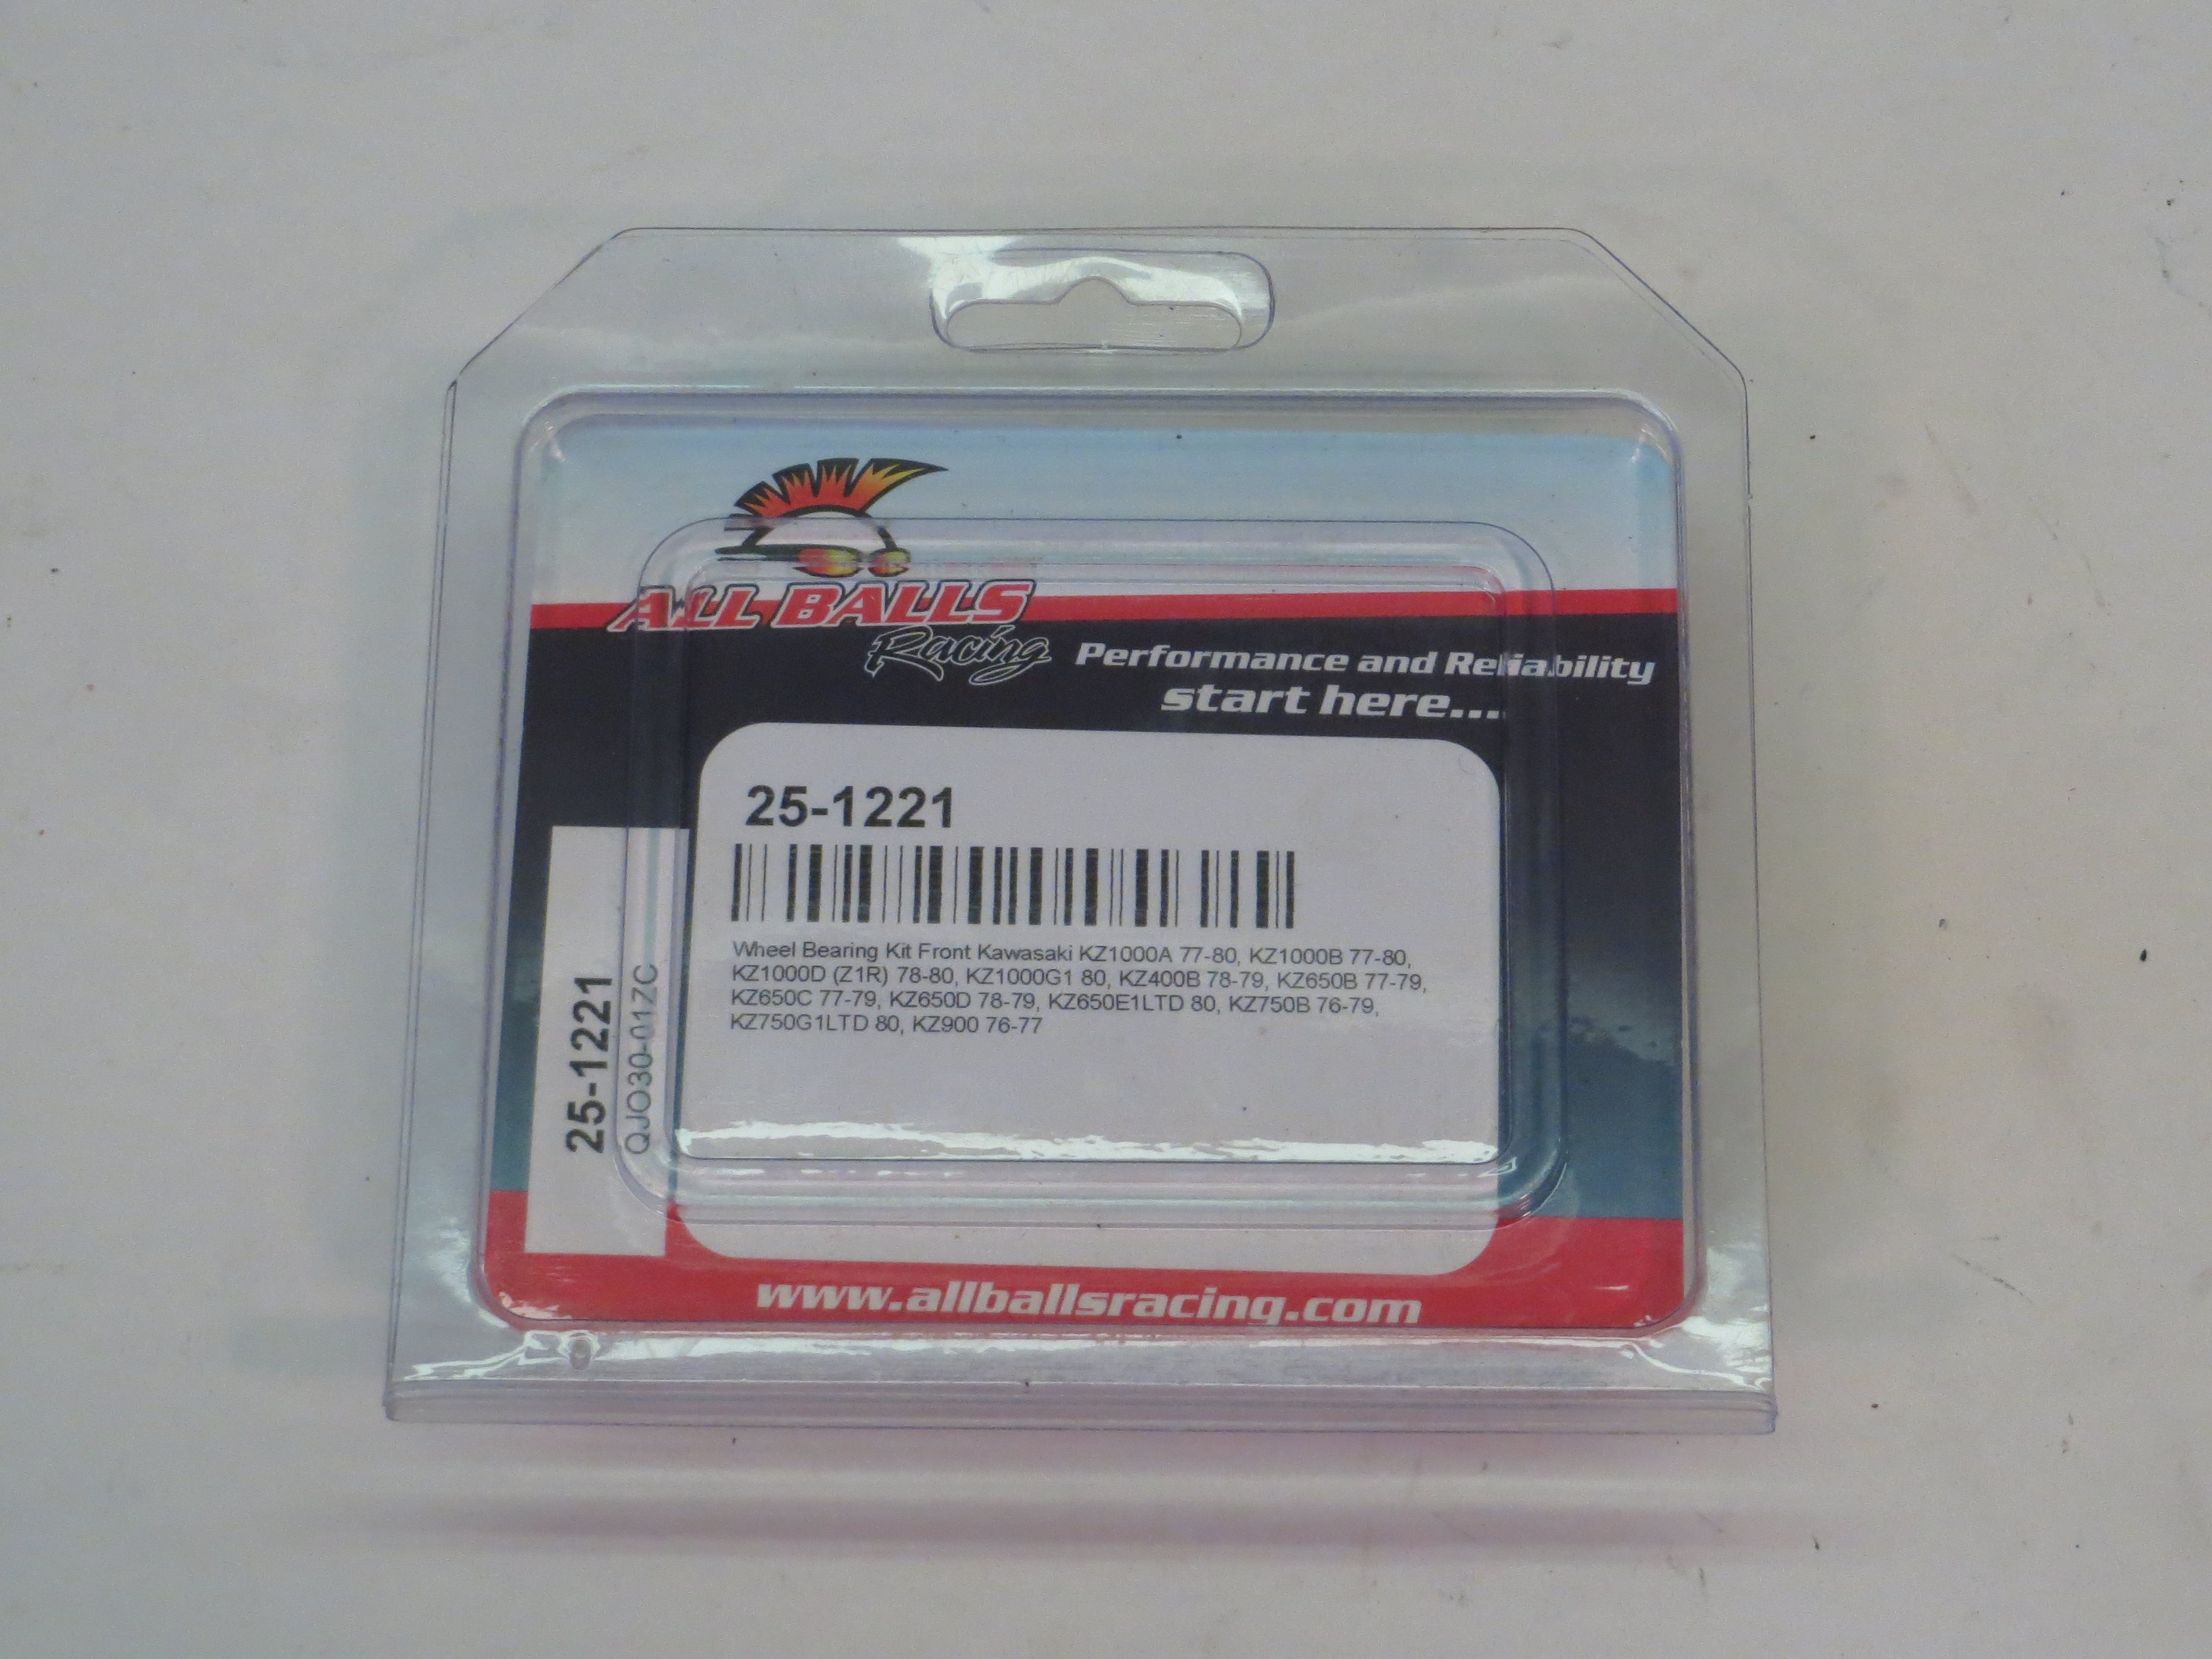 ALL BALLS
Racing
Performance and Reliability
start here...
25-1221
Wheel Bearing Kit Front Kawasaki KZ1000A 77-80, KZ1000B 77-80,
KZ1000D (Z1R) 78-80, KZ1000G1 80, KZ400B 78-79, KZ650B 77-79,
KZ650C 77-79, KZ650D 78-79, KZ650E1LTD 80, KZ750B 76-79,
KZ750G1LTD 80, KZ900 76-77
25-1221
QJO30-01ZC
www.allballsracing.com